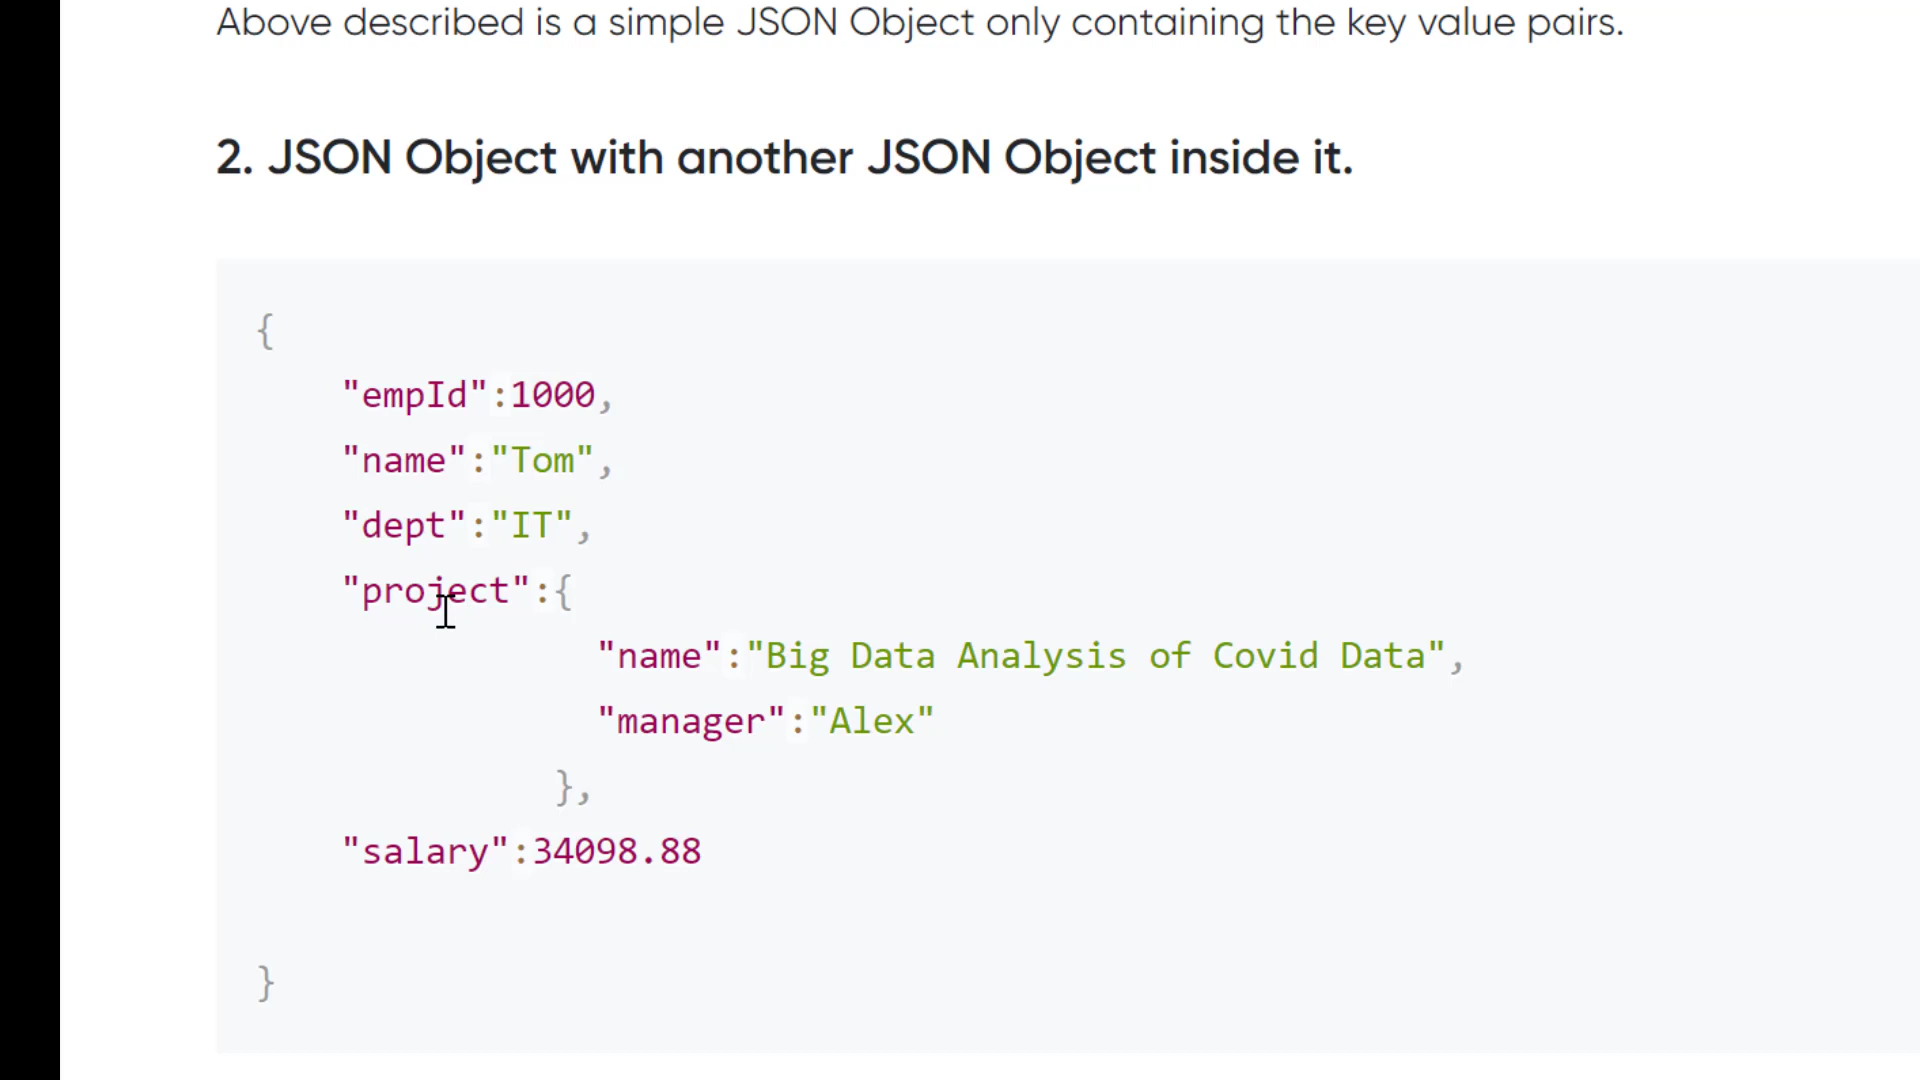 Above described is a simple JSON Object only containing the key value pairs.
2. JSON Object with another JSON Object inside it.
{
"empId":1000,
"name":"Tom",
"dept":"IT",
"project":{
"name":"Big Data Analysis of Covid Data",
"manager":"Alex"
},
"salary":34098.88
}